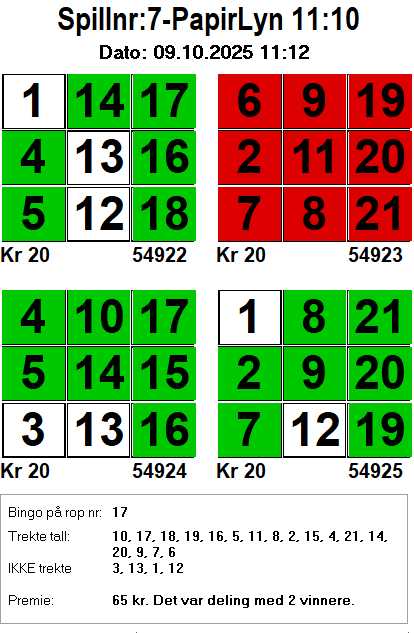 Spillnr:7-PapirLyn 11:10
Dato: 09.10.2025 11:12
1 14 17
4 13 16
5 12 18
Kr 20 54922
6 9 19
2 11 20
7 8 21
Kr 20 54923
4 10 17
5 14 15
3 13 16
Kr 20 54924
1 8 21
2 9 20
7 12 19
Kr 20 54925
Bingo på rop nr: 17
Trekte tall: 10, 17, 18, 19, 16, 5, 11, 8, 2, 15, 4, 21, 14,
20, 9, 7, 6
IKKE trekte 3, 13, 1, 12
Premie: 65 kr. Det var deling med 2 vinnere.